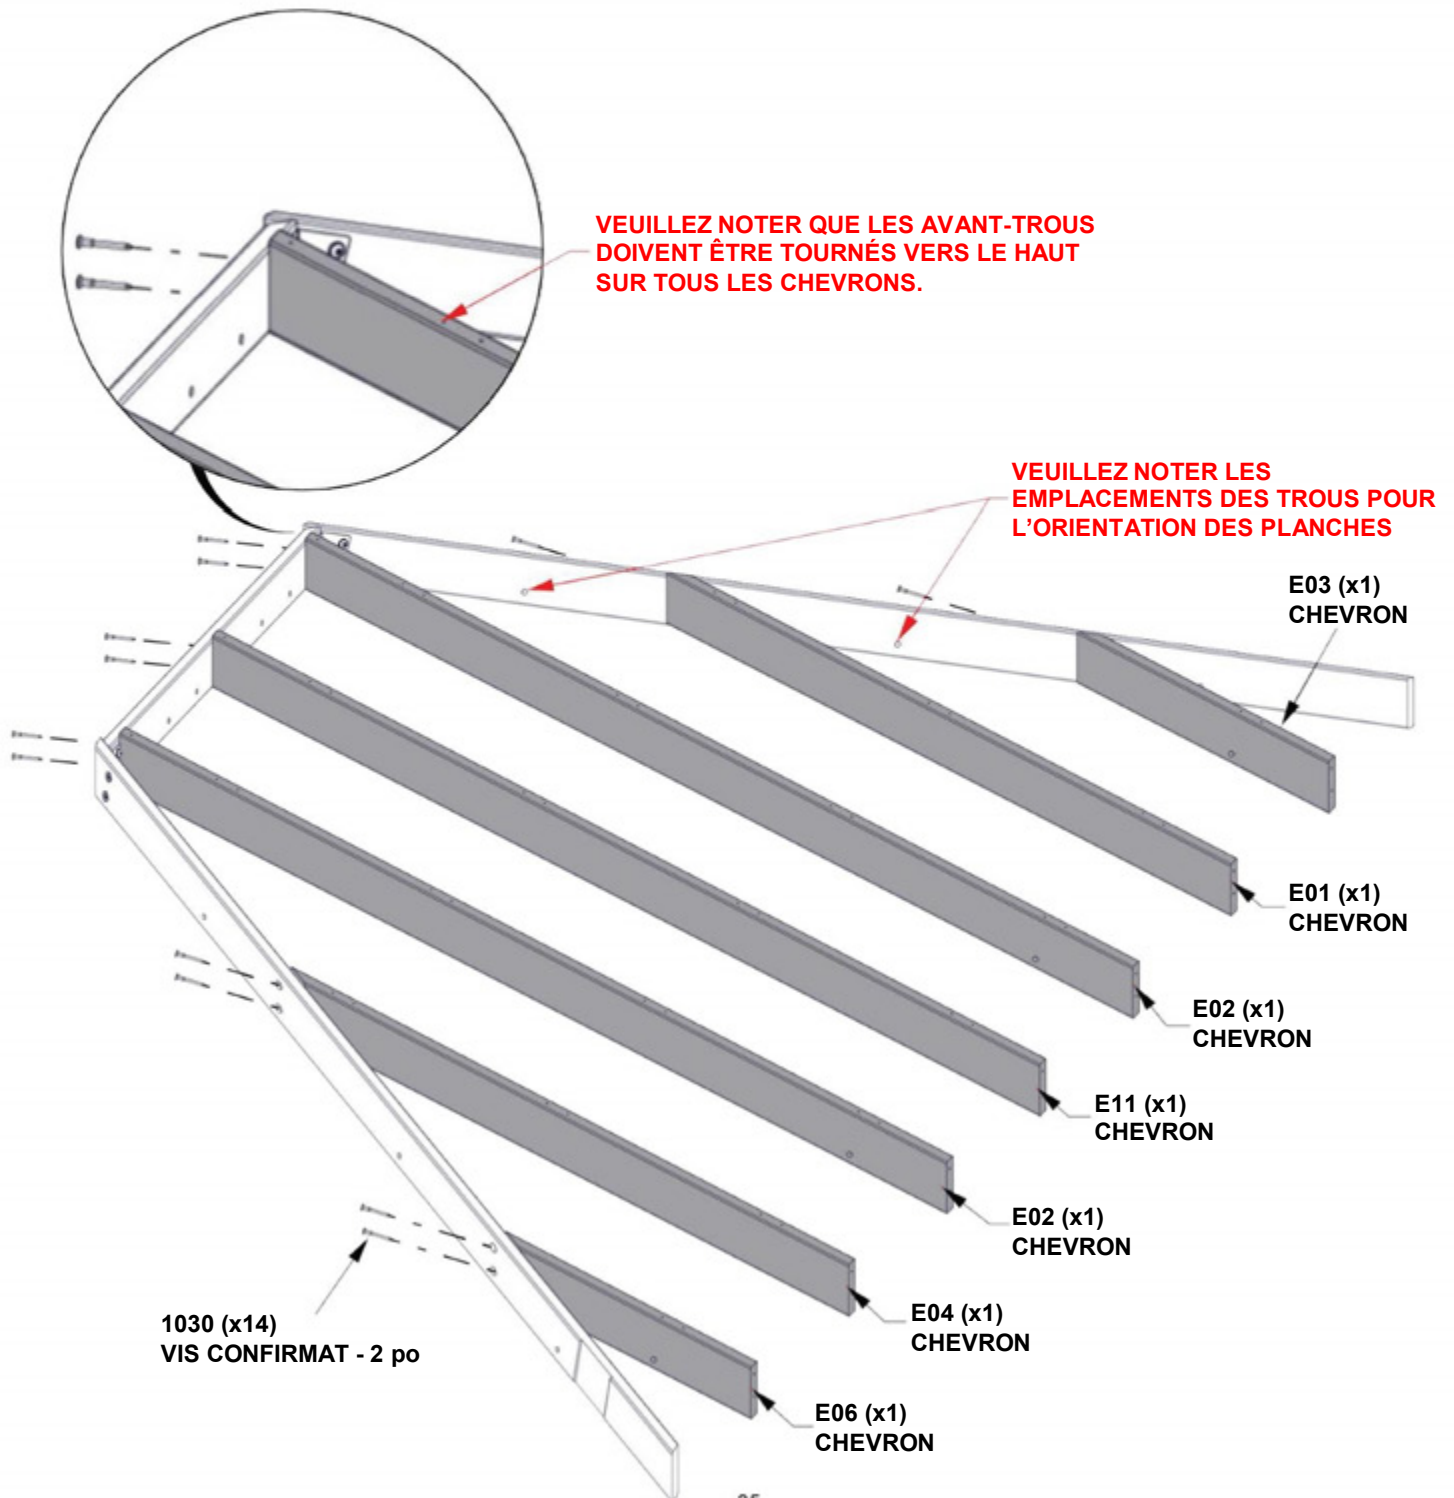 VEUILLEZ NOTER QUE LES AVANT-TROUS
DOIVENT ÊTRE TOURNÉS VERS LE HAUT
SUR TOUS LES CHEVRONS.
VEUILLEZ NOTER LES
EMPLACEMENTS DES TROUS POUR
L'ORIENTATION DES PLANCHES
E03 (x1)
CHEVRON
E01 (x1)
CHEVRON
E02 (x1)
CHEVRON
E11 (x1)
CHEVRON
E02 (x1)
CHEVRON
E04 (x1)
CHEVRON
1030 (x14)
VIS CONFIRMAT - 2 po
E06 (x1)
CHEVRON